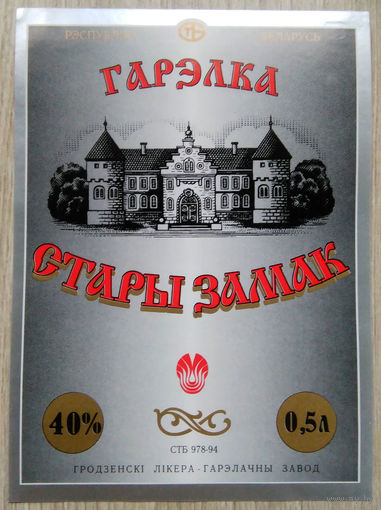 РЭСПУБЛІКА БЕЛАРУСЬ
ГАРЭЛКА
СТАРЫ ЗАМАК
40% 0,5л
СТБ 978-94
ГРОДЗЕНСКІ ЛІКЕРА-ГАРЭЛАЧНЫ ЗАВОД